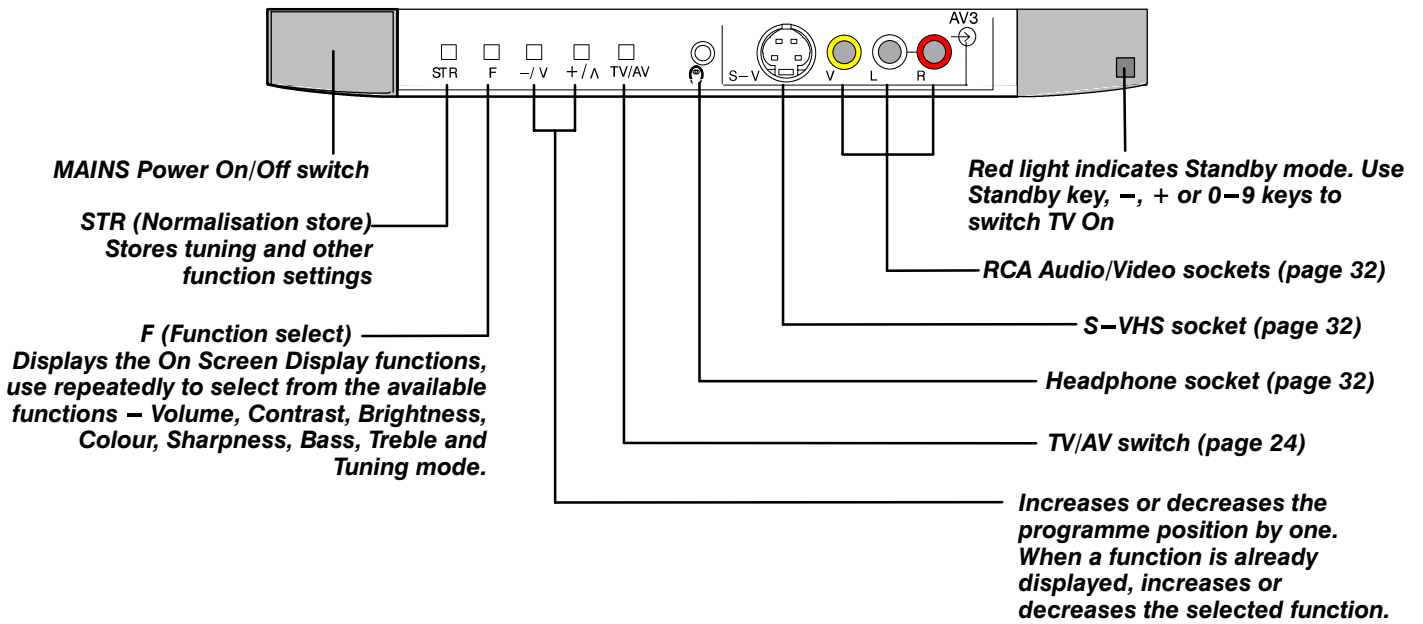 AV3
STR F −/∨ +/∧ TV/AV S−V V L R
MAINS Power On/Off switch
STR (Normalisation store)
Stores tuning and other
function settings
F (Function select)
Displays the On Screen Display functions,
use repeatedly to select from the available
functions − Volume, Contrast, Brightness,
Colour, Sharpness, Bass, Treble and
Tuning mode.
Red light indicates Standby mode. Use
Standby key, −, + or 0−9 keys to
switch TV On
RCA Audio/Video sockets (page 32)
S−VHS socket (page 32)
Headphone socket (page 32)
TV/AV switch (page 24)
Increases or decreases the
programme position by one.
When a function is already
displayed, increases or
decreases the selected function.